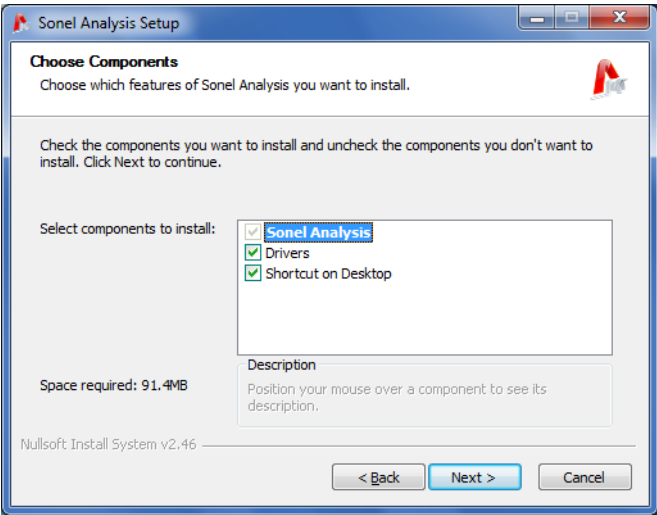 Sonel Analysis Setup
Choose Components
Choose which features of Sonel Analysis you want to install.
Check the components you want to install and uncheck the components you don't want to
install. Click Next to continue.
Select components to install:
Sonel Analysis
Drivers
Shortcut on Desktop
Space required: 91.4MB
Description
Position your mouse over a component to see its
description.
Nullsoft Install System v2.46
< Back
Next >
Cancel